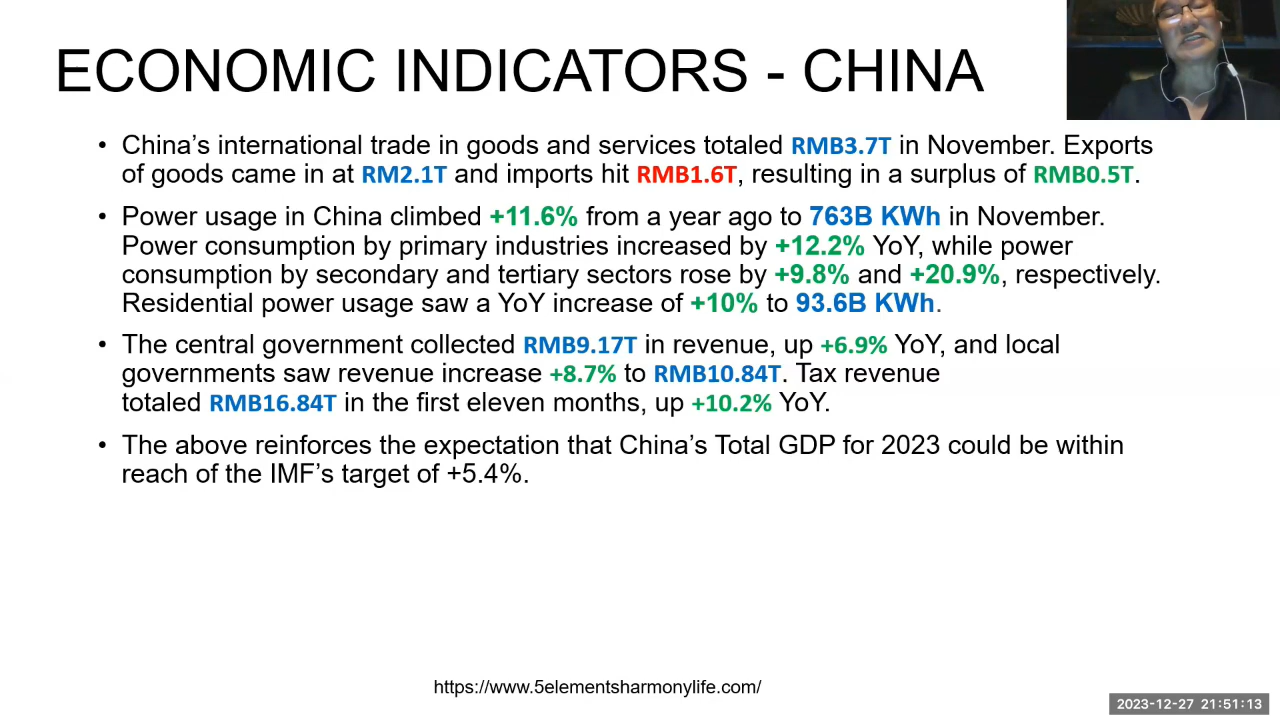 ECONOMIC INDICATORS - CHINA
• China’s international trade in goods and services totaled RMB3.7T in November. Exports
of goods came in at RM2.1T and imports hit RMB1.6T, resulting in a surplus of RMB0.5T.
• Power usage in China climbed +11.6% from a year ago to 763B KWh in November.
Power consumption by primary industries increased by +12.2% YoY, while power
consumption by secondary and tertiary sectors rose by +9.8% and +20.9%, respectively.
Residential power usage saw a YoY increase of +10% to 93.6B KWh.
• The central government collected RMB9.17T in revenue, up +6.9% YoY, and local
governments saw revenue increase +8.7% to RMB10.84T. Tax revenue
totaled RMB16.84T in the first eleven months, up +10.2% YoY.
• The above reinforces the expectation that China’s Total GDP for 2023 could be within
reach of the IMF’s target of +5.4%.
https://www.5elementsharmonylife.com/
2023-12-27 21:51:13